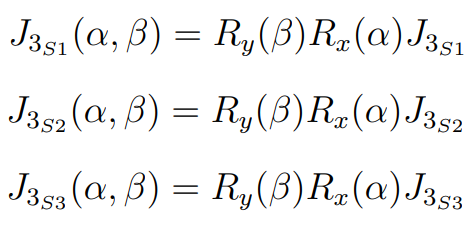 J_{3_{S1}}(α, β) = R_y(β)R_x(α)J_{3_{S1}}
J_{3_{S2}}(α, β) = R_y(β)R_x(α)J_{3_{S2}}
J_{3_{S3}}(α, β) = R_y(β)R_x(α)J_{3_{S3}}